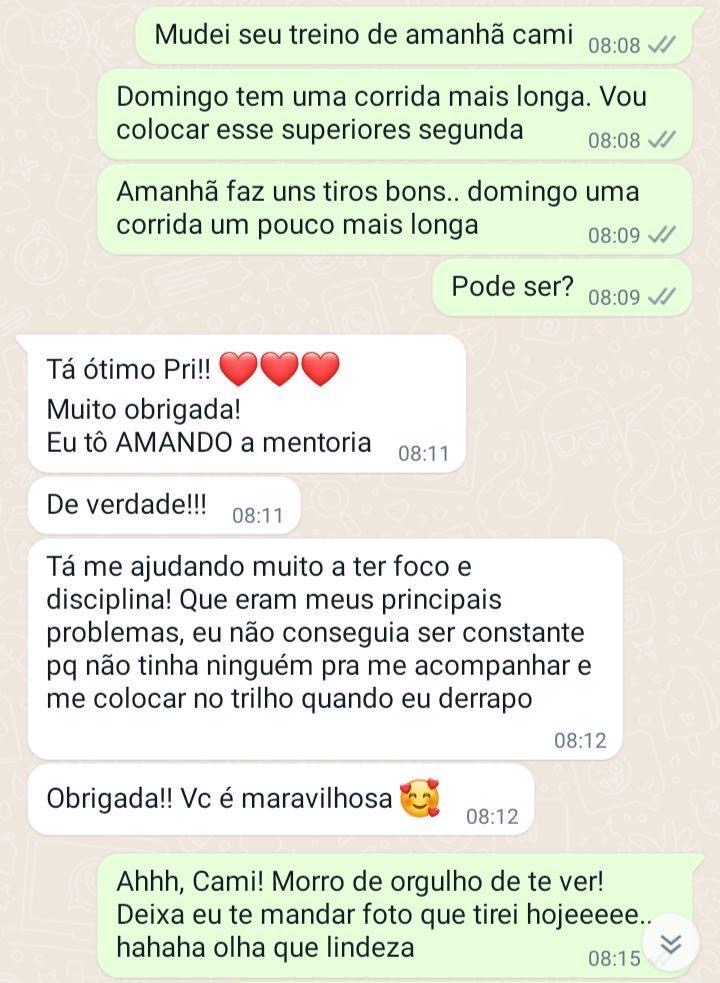 Mudei seu treino de amanhã cami 08:08
Domingo tem uma corrida mais longa. Vou
colocar esse superiores segunda 08:08
Amanhã faz uns tiros bons.. domingo uma
corrida um pouco mais longa 08:09
Pode ser? 08:09
Tá ótimo Pri!! ❤️❤️❤️
Muito obrigada!
Eu tô AMANDO a mentoria 08:11
De verdade!!! 08:11
Tá me ajudando muito a ter foco e
disciplina! Que eram meus principais
problemas, eu não conseguia ser constante
pq não tinha ninguém pra me acompanhar e
me colocar no trilho quando eu derrapo
08:12
Obrigada!! Vc é maravilhosa 🥰 08:12
Ahhh, Cami! Morro de orgulho de te ver!
Deixa eu te mandar foto que tirei hojeeeee..
hahaha olha que lindeza 08:15